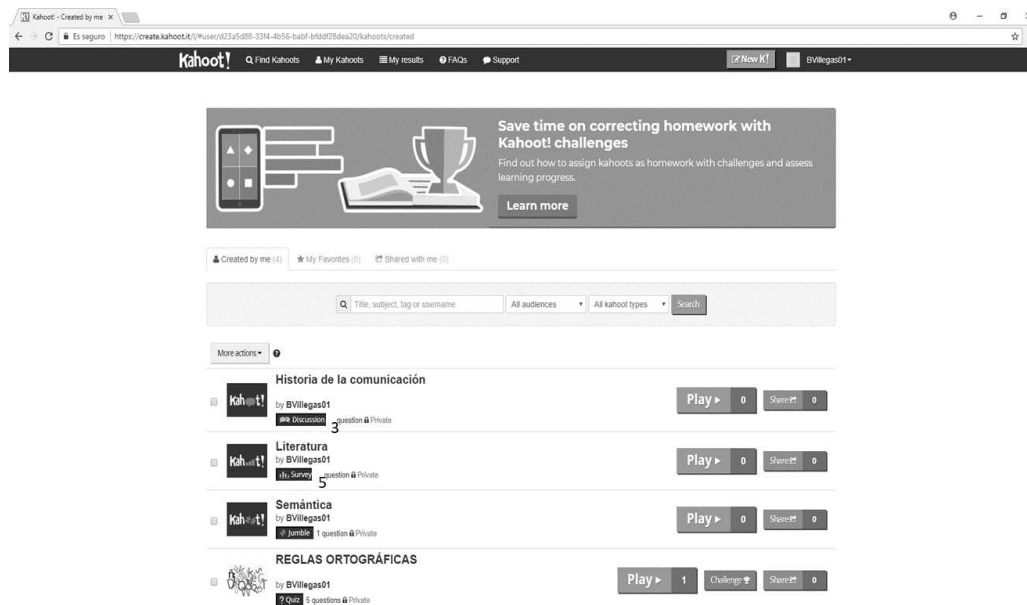 Kahoot! - Created by me
Es seguro | https://create.kahoot.it/l/#user/d23a5d88-33f4-4b56-babf-bfddf28dea20/kahoots/created
Kahoot! Find Kahoots My Kahoots My results FAQs Support New K! BVillegas01
Save time on correcting homework with
Kahoot! challenges
Find out how to assign kahoots as homework with challenges and assess
learning progress.
Learn more
Created by me (4) My Favorites (0) Shared with me (0)
Title, subject, tag or username All audiences All kahoot types Search
More actions
Historia de la comunicación
Kahoot! by BVillegas01 Play 0 Share 0
Discussion 3 question Private
Literatura
Kahoot! by BVillegas01 Play 0 Share 0
Survey 5 question Private
Semántica
Kahoot! by BVillegas01 Play 0 Share 0
Jumble 1 question Private
REGLAS ORTOGRÁFICAS
by BVillegas01 Play 1 Challenge Share 0
? Quiz 5 questions Private